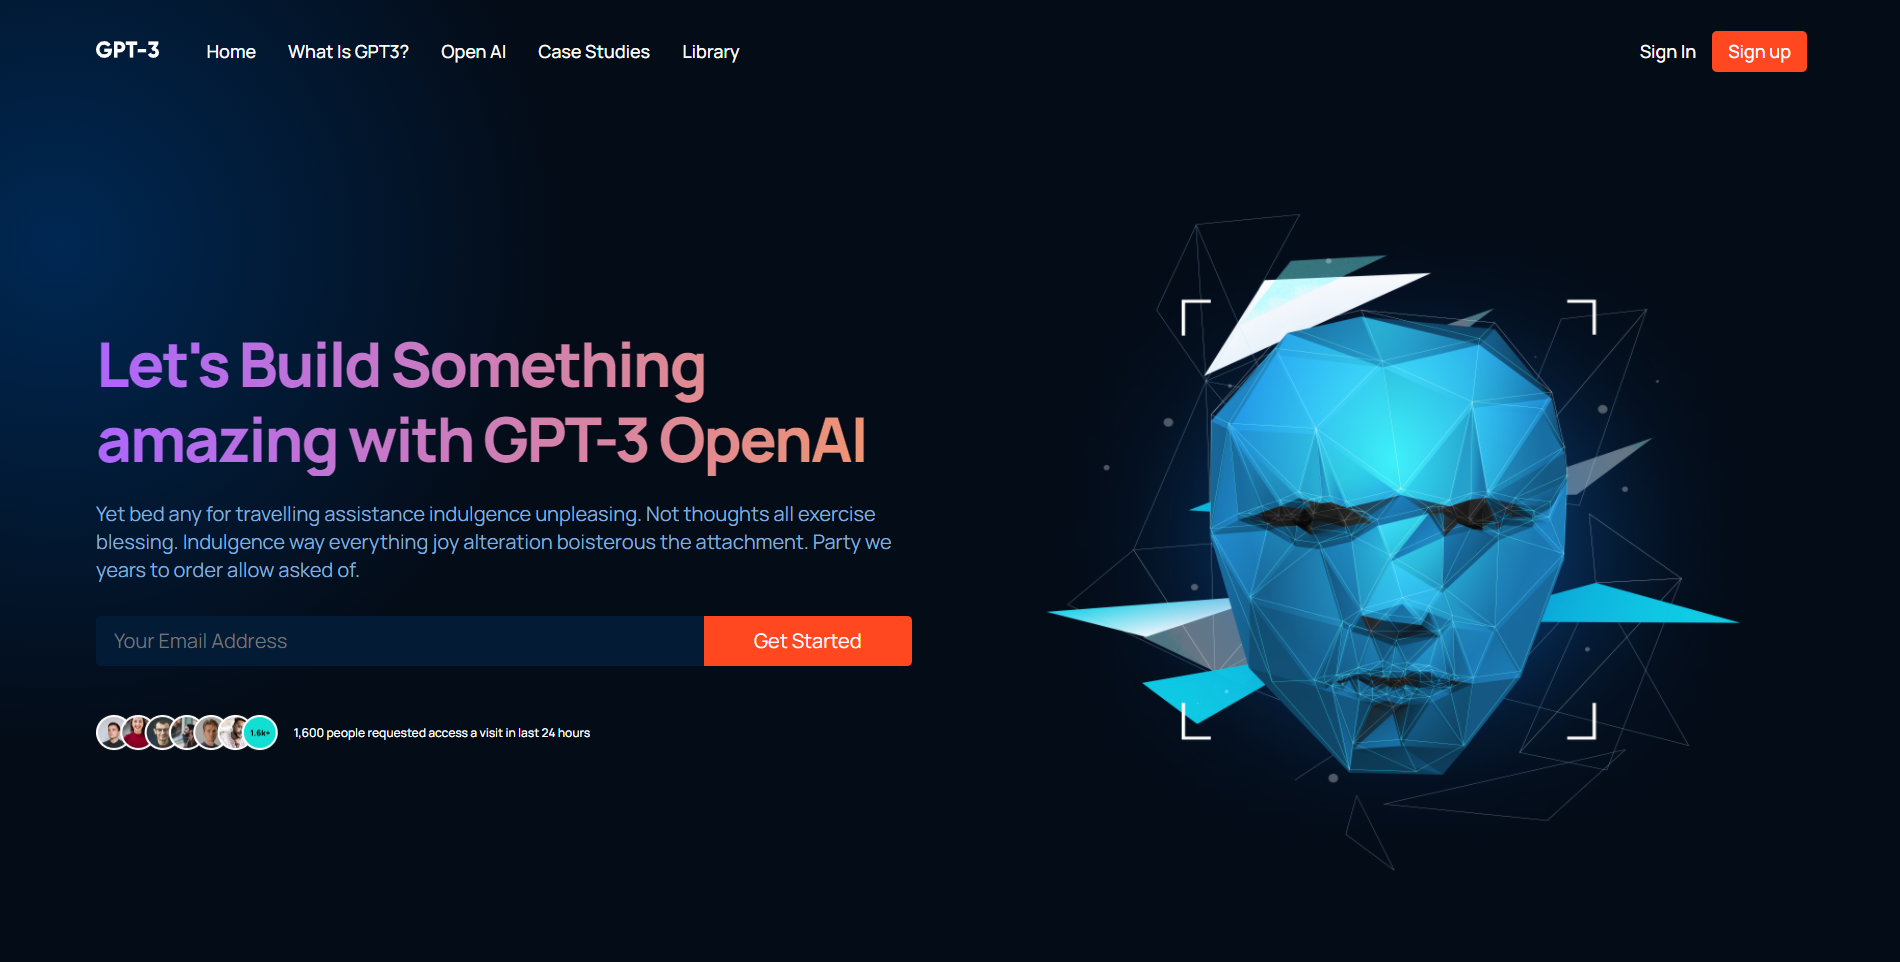 GPT-3
Home
What Is GPT3?
Open AI
Case Studies
Library
Sign In
Sign up
Let's Build Something
amazing with GPT-3 OpenAI
Yet bed any for travelling assistance indulgence unpleasing. Not thoughts all exercise
blessing. Indulgence way everything joy alteration boisterous the attachment. Party we
years to order allow asked of.
Your Email Address
Get Started
1.6k+
1,600 people requested access a visit in last 24 hours